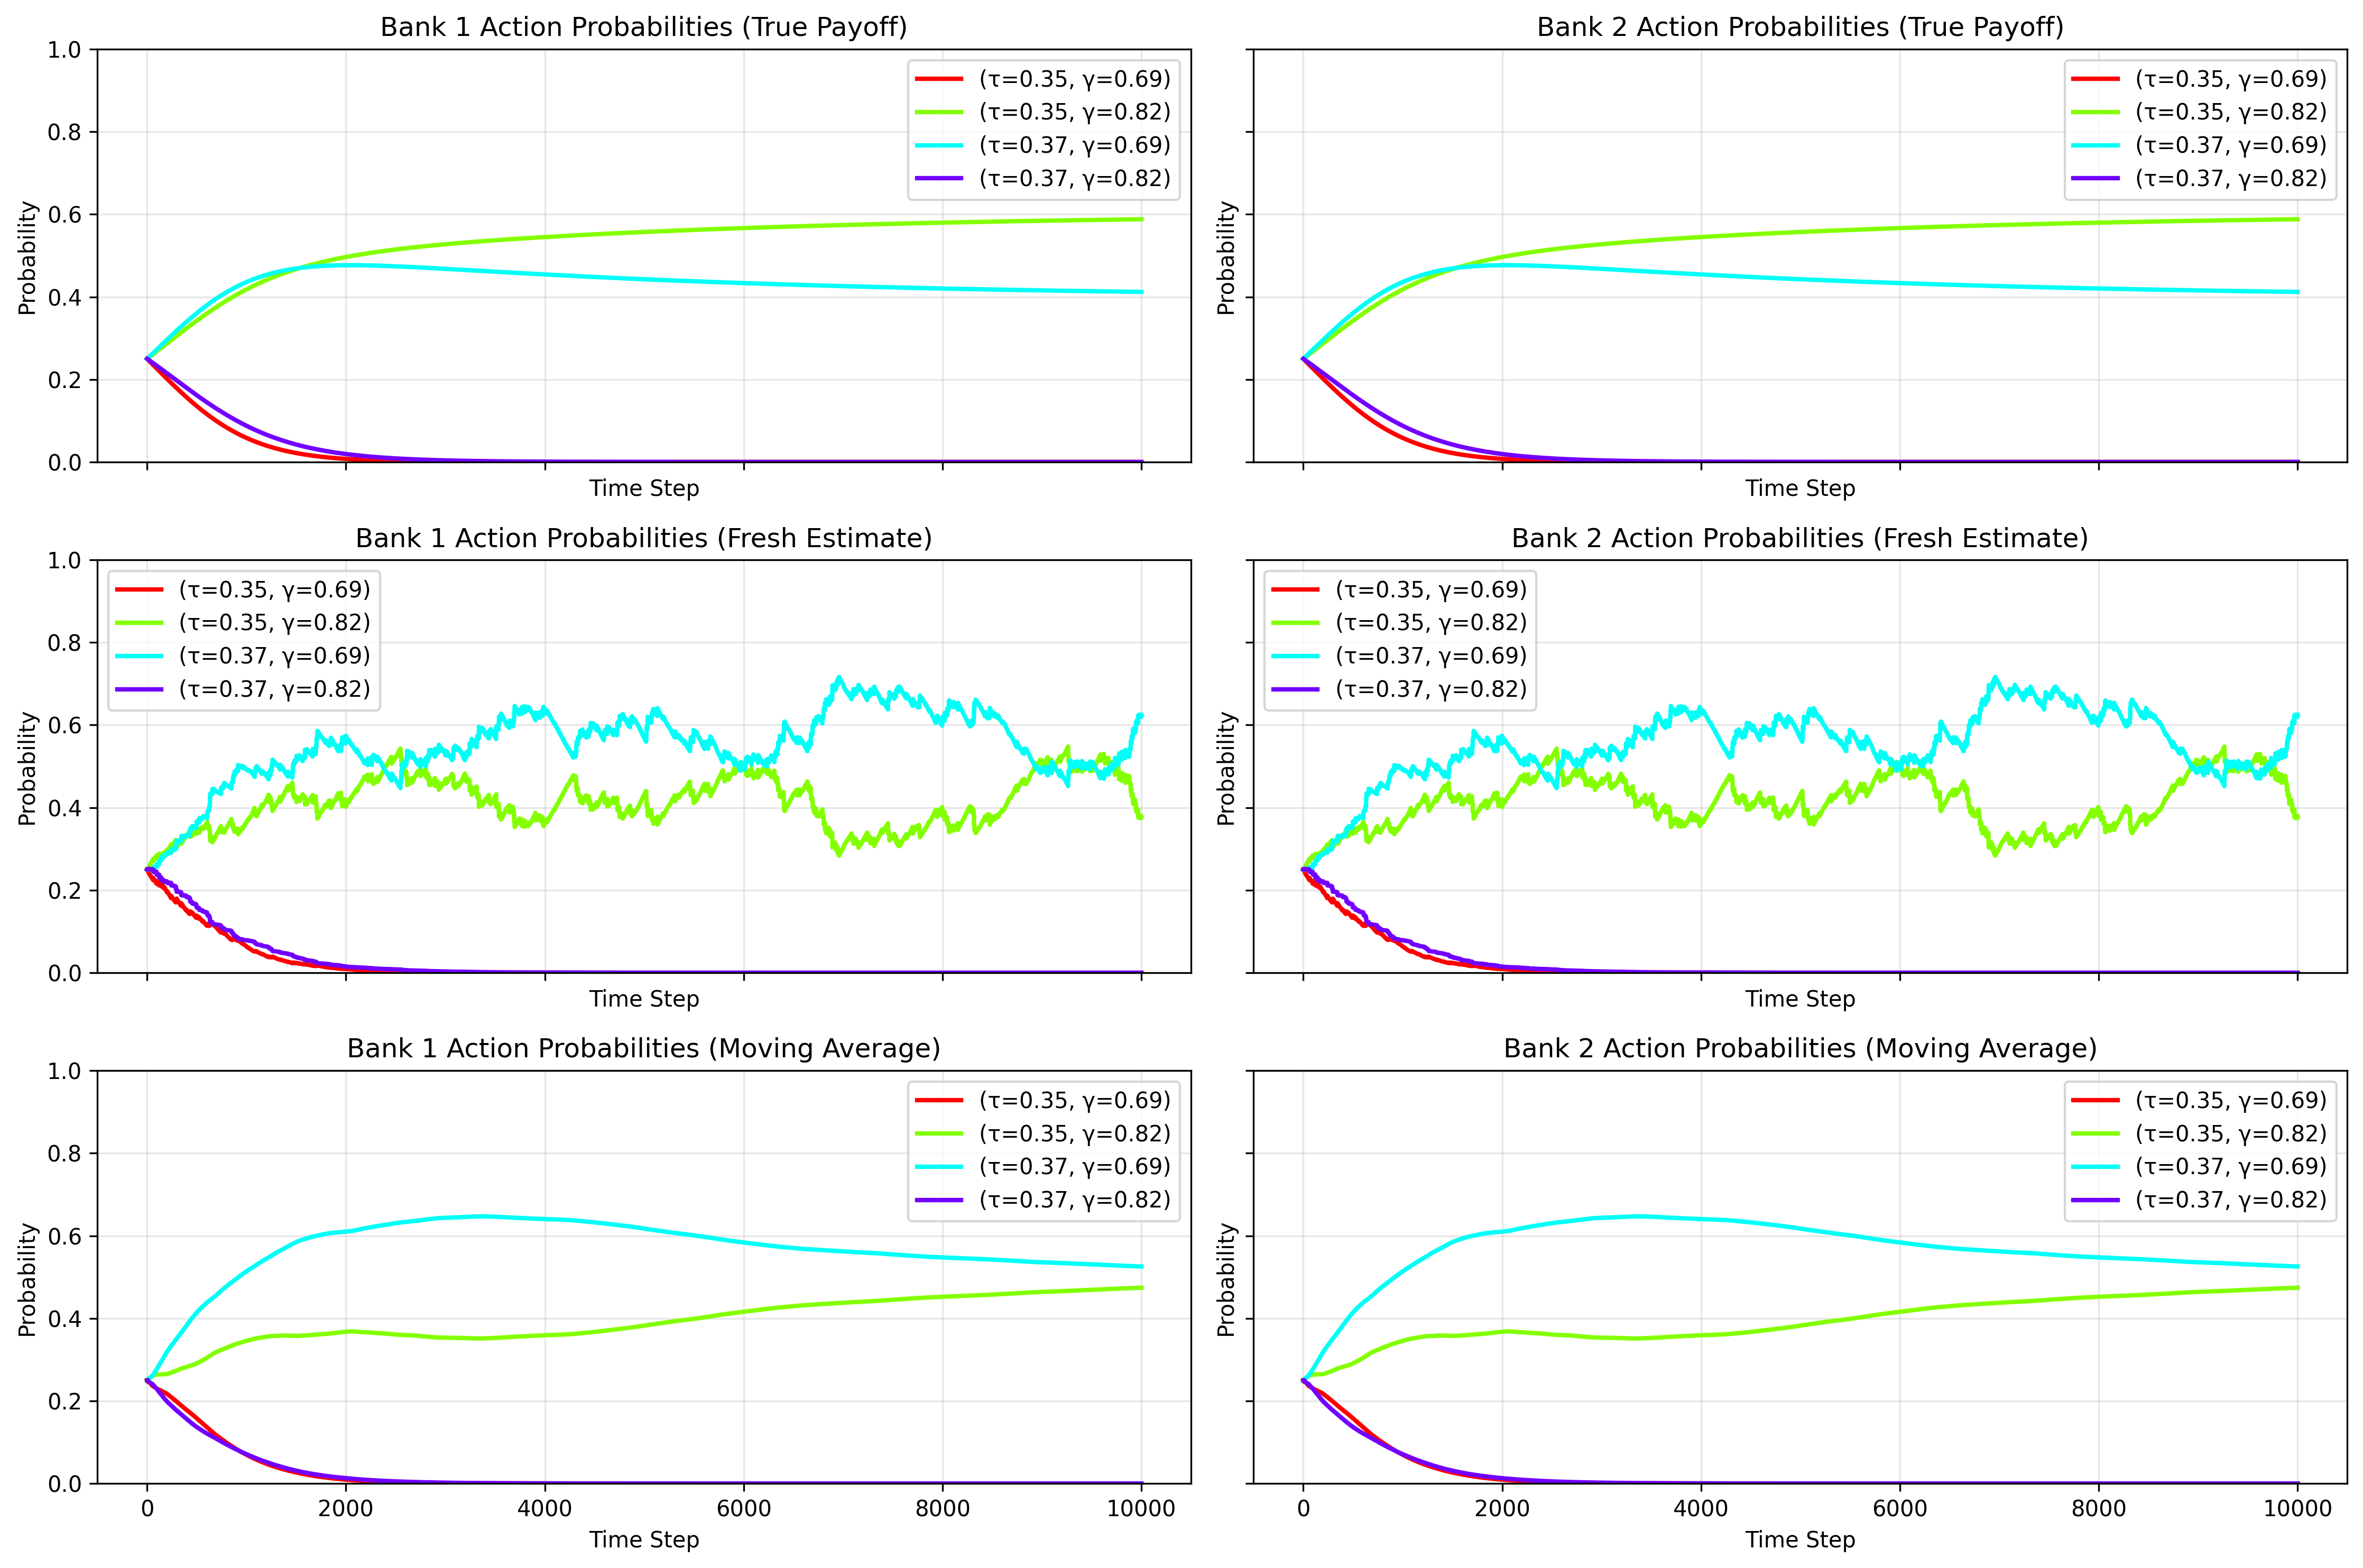 Bank 1 Action Probabilities (True Payoff)
1.0
0.8
0.6
0.4
0.2
0.0
Probability
(τ=0.35, γ=0.69)
(τ=0.35, γ=0.82)
(τ=0.37, γ=0.69)
(τ=0.37, γ=0.82)
Time Step
Bank 2 Action Probabilities (True Payoff)
Probability
(τ=0.35, γ=0.69)
(τ=0.35, γ=0.82)
(τ=0.37, γ=0.69)
(τ=0.37, γ=0.82)
Time Step
Bank 1 Action Probabilities (Fresh Estimate)
1.0
0.8
0.6
0.4
0.2
0.0
Probability
(τ=0.35, γ=0.69)
(τ=0.35, γ=0.82)
(τ=0.37, γ=0.69)
(τ=0.37, γ=0.82)
Time Step
Bank 2 Action Probabilities (Fresh Estimate)
Probability
(τ=0.35, γ=0.69)
(τ=0.35, γ=0.82)
(τ=0.37, γ=0.69)
(τ=0.37, γ=0.82)
Time Step
Bank 1 Action Probabilities (Moving Average)
1.0
0.8
0.6
0.4
0.2
0.0
Probability
(τ=0.35, γ=0.69)
(τ=0.35, γ=0.82)
(τ=0.37, γ=0.69)
(τ=0.37, γ=0.82)
0 2000 4000 6000 8000 10000
Time Step
Bank 2 Action Probabilities (Moving Average)
Probability
(τ=0.35, γ=0.69)
(τ=0.35, γ=0.82)
(τ=0.37, γ=0.69)
(τ=0.37, γ=0.82)
0 2000 4000 6000 8000 10000
Time Step